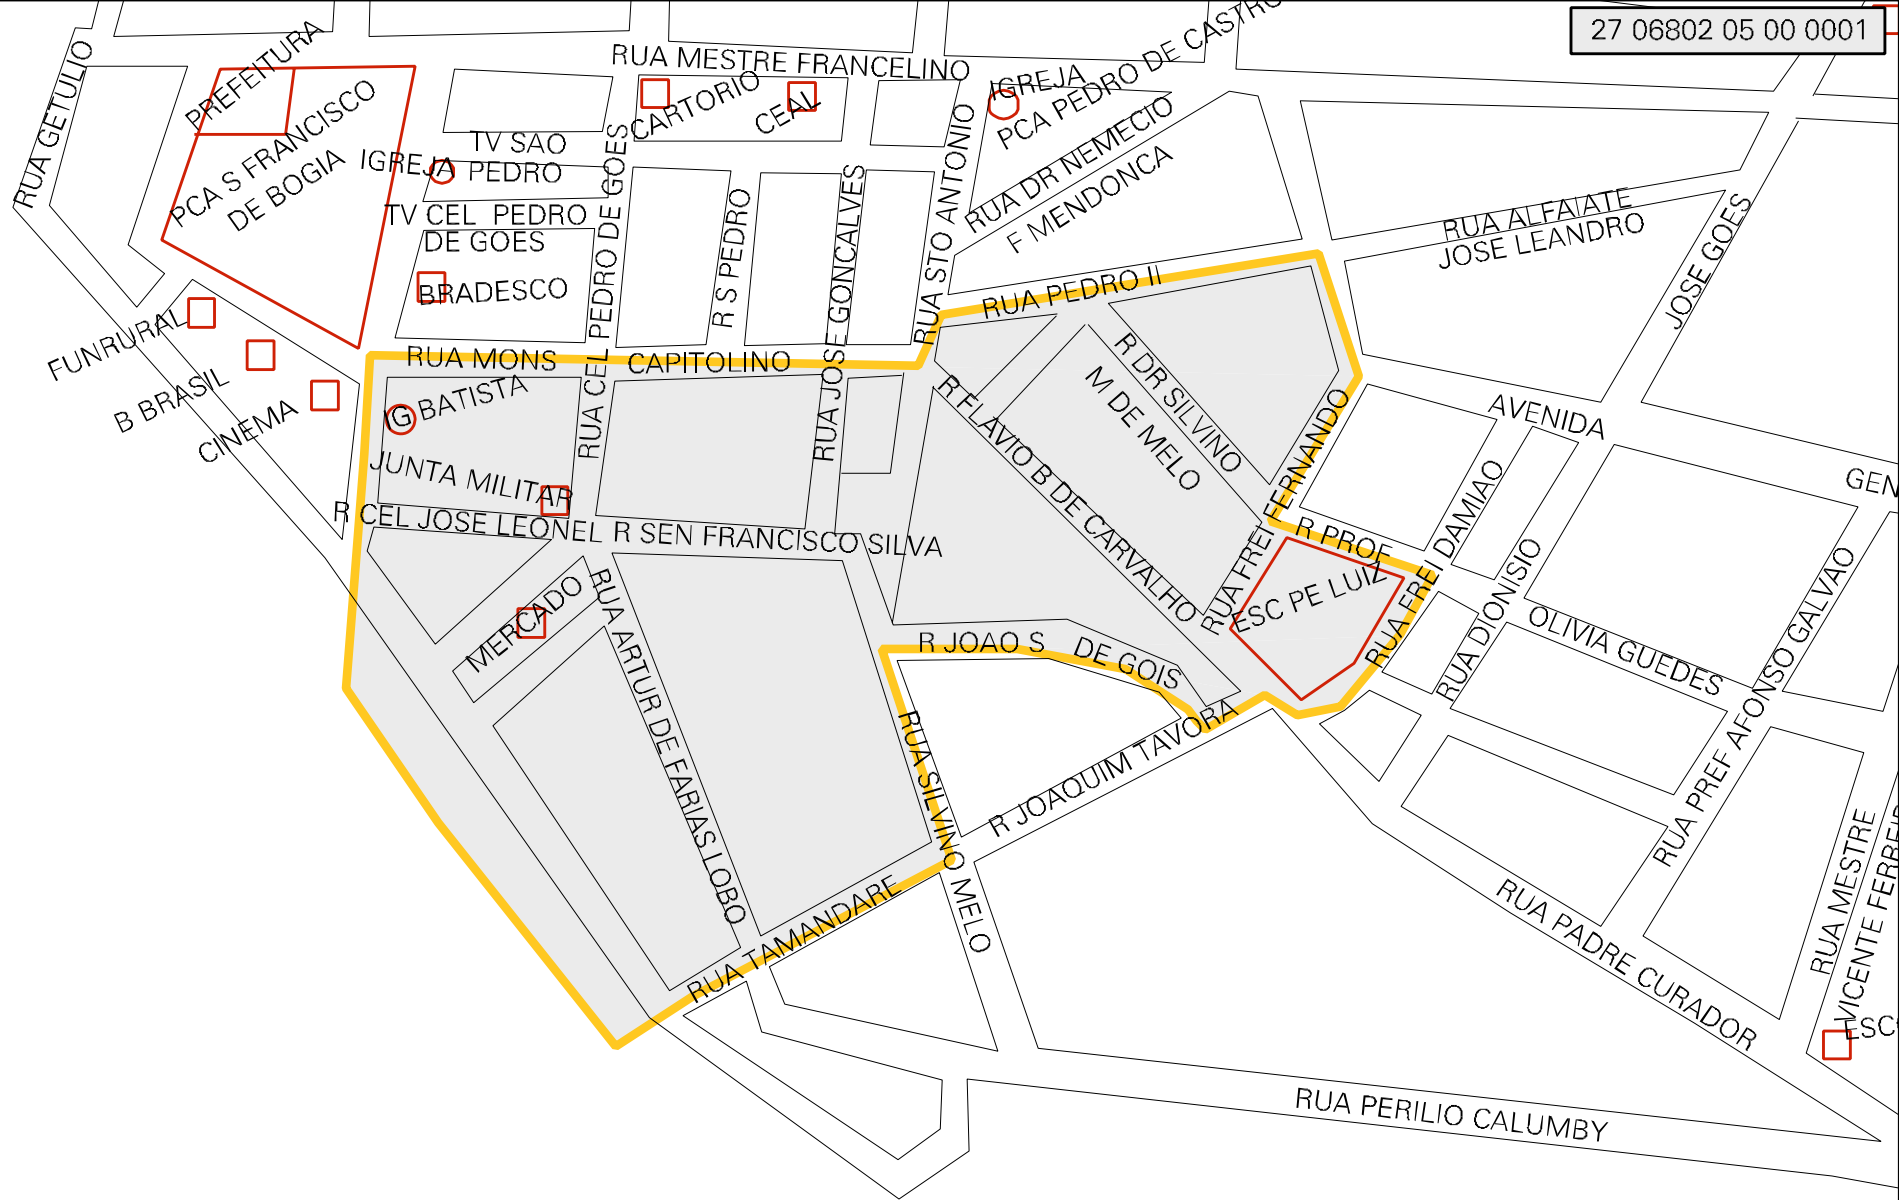 27 06802 05 00 0001
RUA GETULIO
PREFEITURA
PCA S FRANCISCO
DE BOGIA
RUA MESTRE FRANCELINO
CARTORIO
CEAL
IGREJA
PCA PEDRO DE CASTRO
TV SAO
PEDRO
IGREJA
TV CEL PEDRO
DE GOES
BRADESCO
RUA CEL PEDRO DE GOES
R S PEDRO
RUA JOSE GONCALVES
RUA STO ANTONIO
RUA DR NEMECIO
F MENDONCA
RUA ALFAIATE
JOSE LEANDRO
JOSE GOES
RUA PEDRO II
FUNRURAL
B BRASIL
CINEMA
RUA MONS CAPITOLINO
IG BATISTA
JUNTA MILITAR
R CEL JOSE LEONEL
R SEN FRANCISCO SILVA
R DR SILVINO
M DE MELO
R FLAVIO B DE CARVALHO
RUA FREI FERNANDO
AVENIDA
GEN
R PROF
ESC PE LUIZ
RUA FREI DAMIAO
RUA DIONISIO
OLIVIA GUEDES
RUA PREF AFONSO GALVAO
MERCADO
RUA ARTUR DE FARIAS LOBO
R JOAO S DE GOIS
RUA SILVINO MELO
R JOAQUIM TAVORA
RUA TAMANDARE
RUA PADRE CURADOR
RUA MESTRE
VICENTE FERREI
ESC
RUA PERILIO CALUMBY